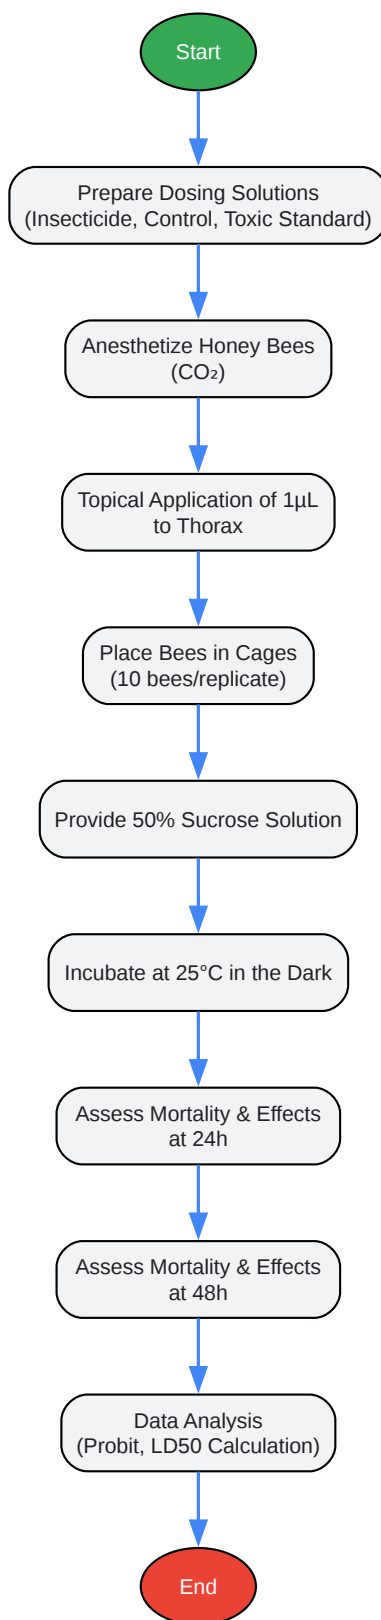 Start
Prepare Dosing Solutions
(Insecticide, Control, Toxic Standard)
Anesthetize Honey Bees
(CO₂)
Topical Application of 1µL
to Thorax
Place Bees in Cages
(10 bees/replicate)
Provide 50% Sucrose Solution
Incubate at 25°C in the Dark
Assess Mortality & Effects
at 24h
Assess Mortality & Effects
at 48h
Data Analysis
(Probit, LD50 Calculation)
End